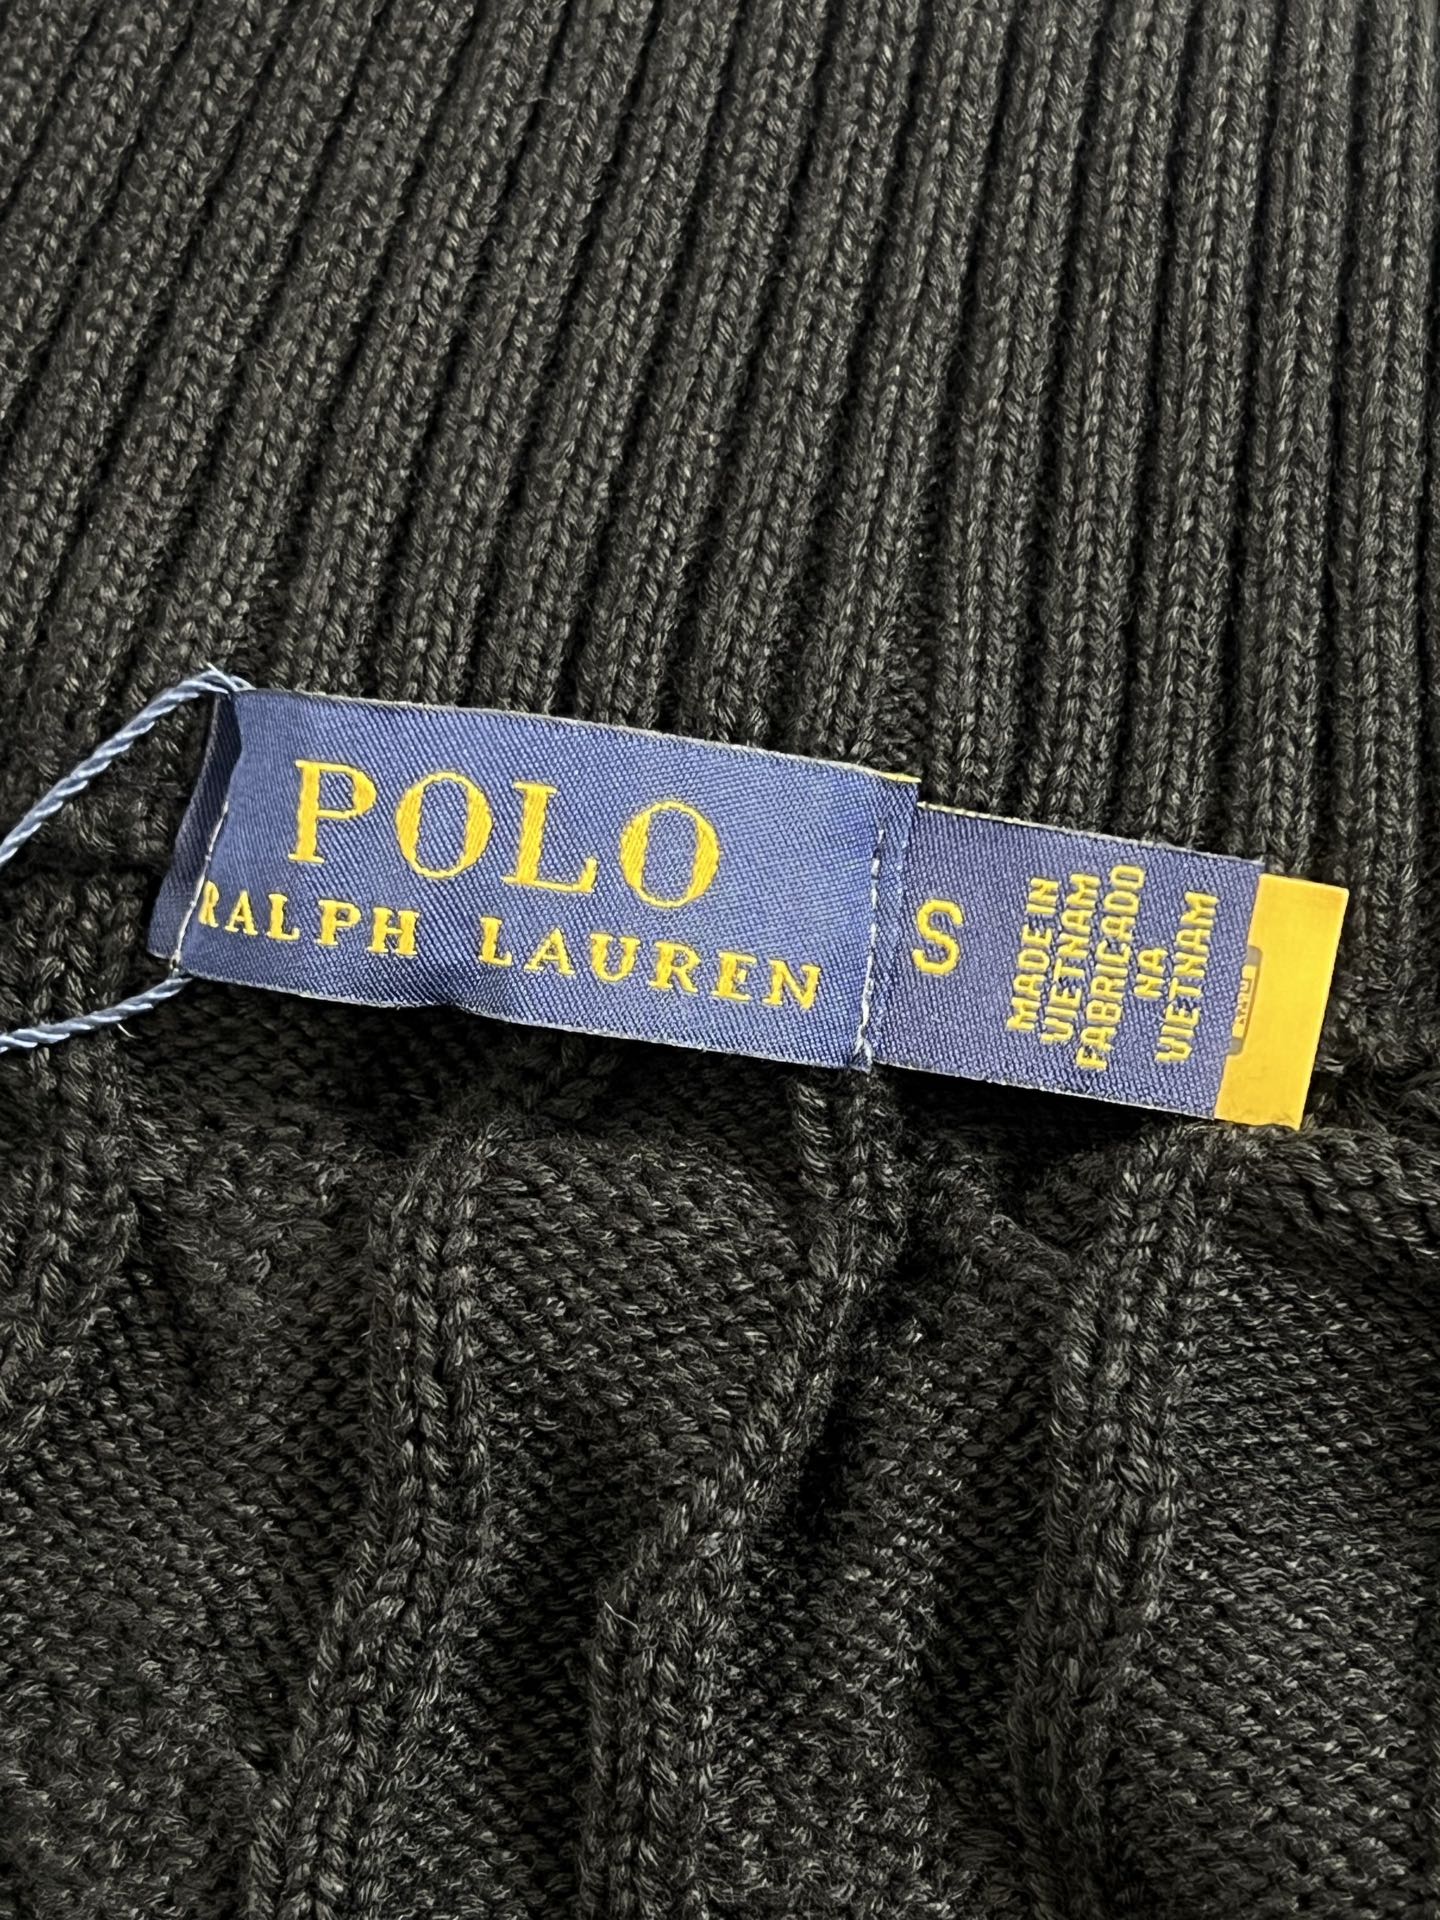 POLO
RALPH LAUREN
S
MADE IN
VIETNAM
FABRICADO
NA
VIETNAM